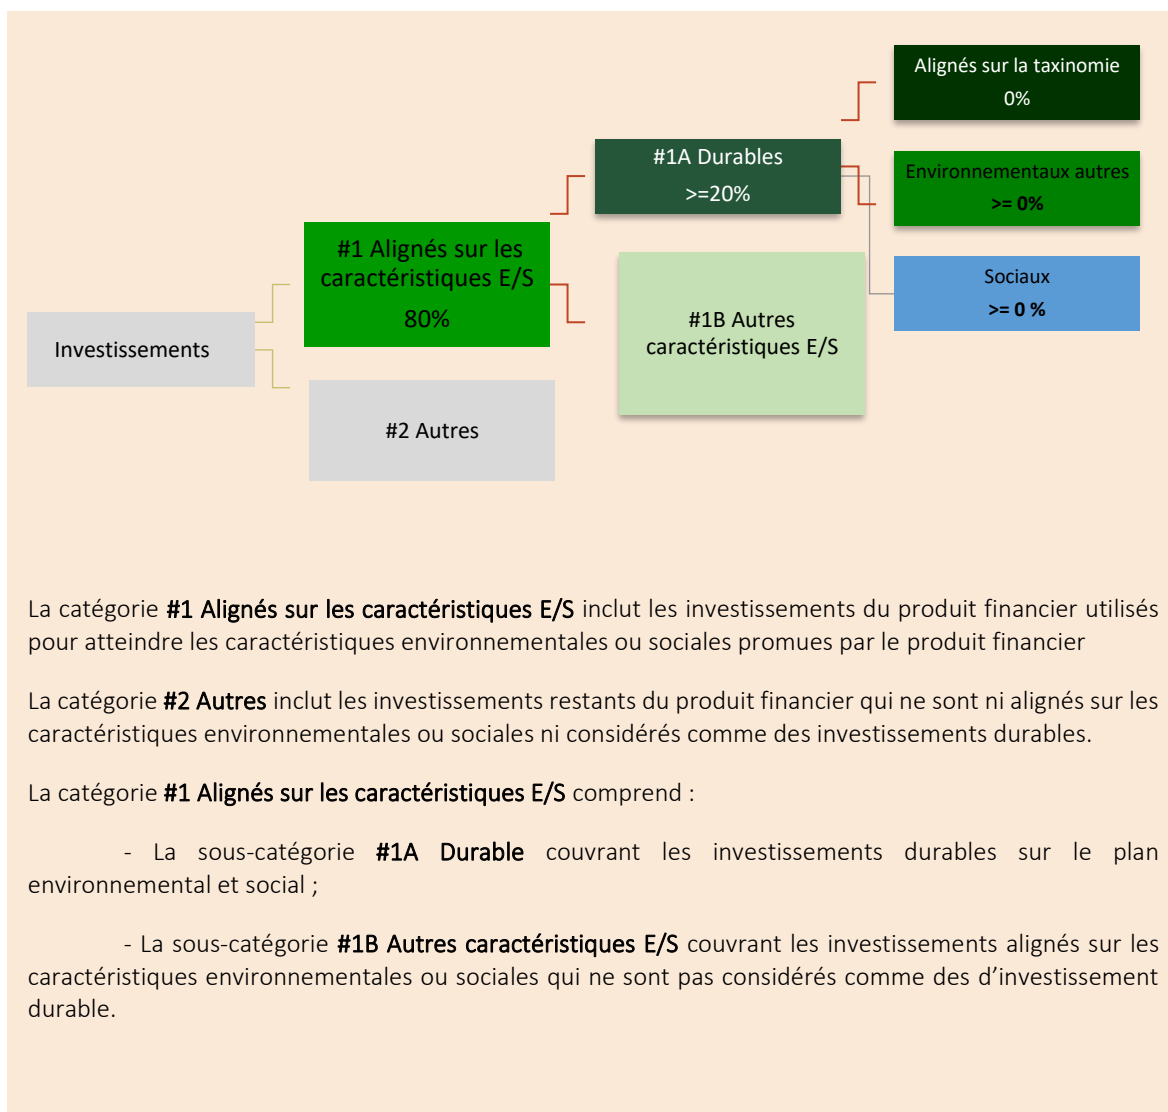 Alignés sur la taxinomie
0%
#1A Durables
>=20%
Environnementaux autres
>= 0%
#1 Alignés sur les
caractéristiques E/S
80%
Sociaux
>= 0 %
#1B Autres
caractéristiques E/S
Investissements
#2 Autres
La catégorie #1 Alignés sur les caractéristiques E/S inclut les investissements du produit financier utilisés
pour atteindre les caractéristiques environnementales ou sociales promues par le produit financier
La catégorie #2 Autres inclut les investissements restants du produit financier qui ne sont ni alignés sur les
caractéristiques environnementales ou sociales ni considérés comme des investissements durables.
La catégorie #1 Alignés sur les caractéristiques E/S comprend :
- La sous-catégorie #1A Durable couvrant les investissements durables sur le plan
environnemental et social ;
- La sous-catégorie #1B Autres caractéristiques E/S couvrant les investissements alignés sur les
caractéristiques environnementales ou sociales qui ne sont pas considérés comme des d’investissement
durable.